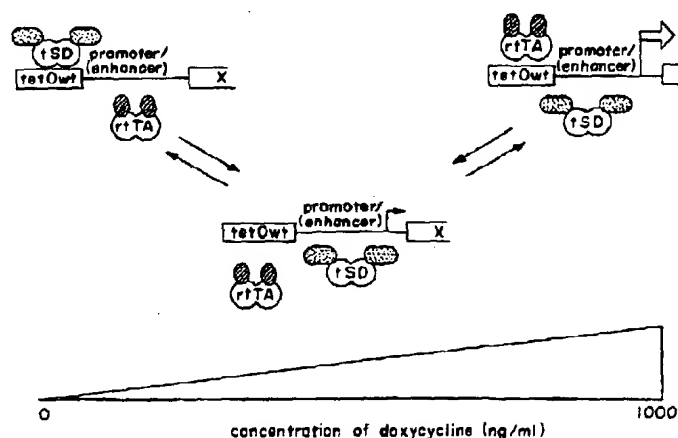 tSD
promoter/
(enhancer)
tetOwt
X
rtTA
rtTA
promoter/
(enhancer)
tetOwt
tSD
promoter/
(enhancer)
tetOwt
X
tSD
rtTA
0
1000
concentration of doxycycline (ng/ml)